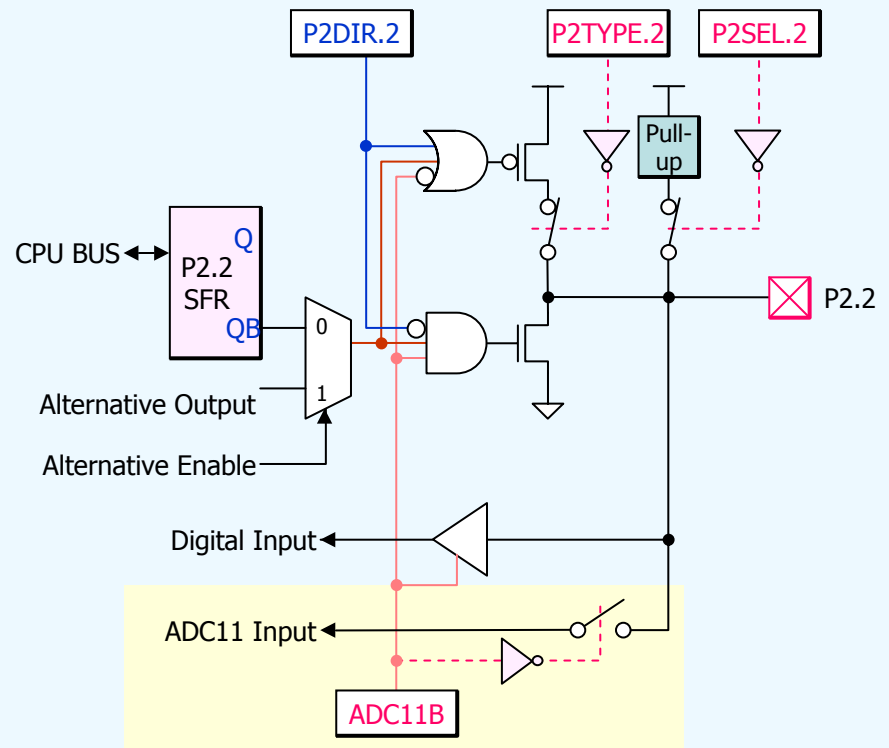 P2DIR.2
P2TYPE.2
P2SEL.2
Pull-
up
CPU BUS
Q
P2.2
SFR
QB
0
1
P2.2
Alternative Output
Alternative Enable
Digital Input
ADC11 Input
ADC11B